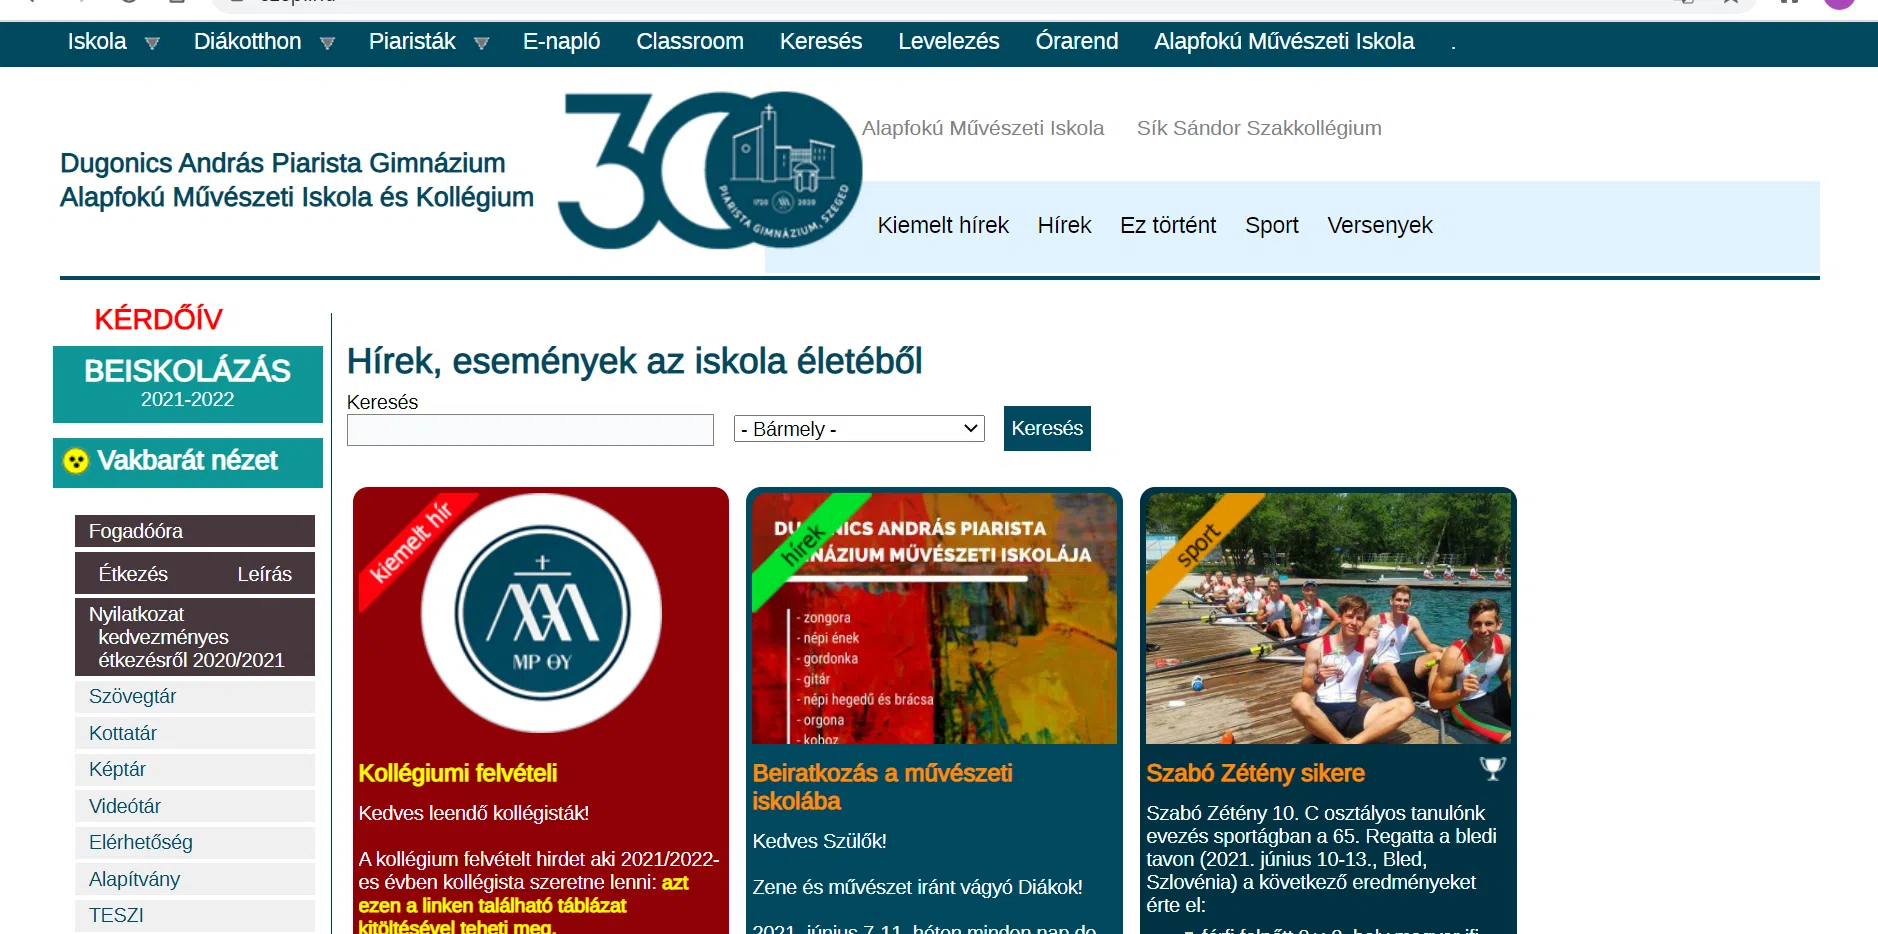 Iskola Diákotthon Piaristák E-napló Classroom Keresés Levelezés Órarend Alapfokú Művészeti Iskola .
Dugonics András Piarista Gimnázium
Alapfokú Művészeti Iskola és Kollégium
300
PIARISTA GIMNÁZIUM, SZEGED
1720 2020
Alapfokú Művészeti Iskola Sík Sándor Szakkollégium
Kiemelt hírek Hírek Ez történt Sport Versenyek
KÉRDŐÍV
BEISKOLÁZÁS
2021-2022
Vakbarát nézet
Fogadóóra
Étkezés Leírás
Nyilatkozat
kedvezményes
étkezésről 2020/2021
Szövegtár
Kottatár
Képtár
Videótár
Elérhetőség
Alapítvány
TESZI
Hírek, események az iskola életéből
Keresés
- Bármely - Keresés
kiemelt hír
MP ΘY
Kollégiumi felvételi
Kedves leendő kollégisták!
A kollégium felvételt hirdet aki 2021/2022-
es évben kollégista szeretne lenni: azt
ezen a linken található táblázat
kitöltésével teheti meg.
hírek
DUGONICS ANDRÁS PIARISTA
NÁZIUM MŰVÉSZETI ISKOLÁJA
- zongora
- népi ének
- gordonka
- gitár
- népi hegedű és brácsa
- orgona
- koboz
Beiratkozás a művészeti
iskolába
Kedves Szülők!
Zene és művészet iránt vágyó Diákok!
2021. június 7-11. héten minden nap de
sport
Szabó Zétény sikere
Szabó Zétény 10. C osztályos tanulónk
evezés sportágban a 65. Regatta a bledi
tavon (2021. június 10-13., Bled,
Szlovénia) a következő eredményeket
érte el: